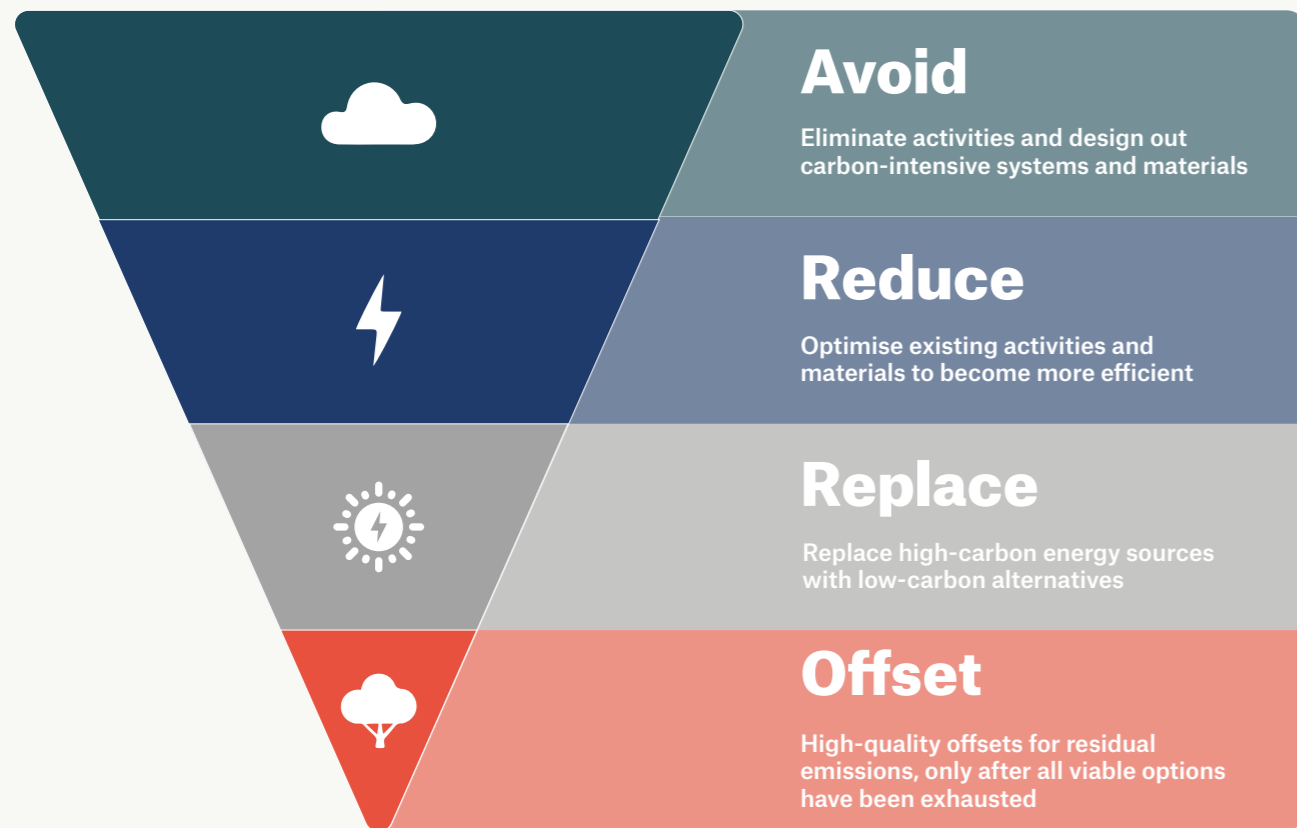 Avoid
Eliminate activities and design out
carbon-intensive systems and materials
Reduce
Optimise existing activities and
materials to become more efficient
Replace
Replace high-carbon energy sources
with low-carbon alternatives
Offset
High-quality offsets for residual
emissions, only after all viable options
have been exhausted